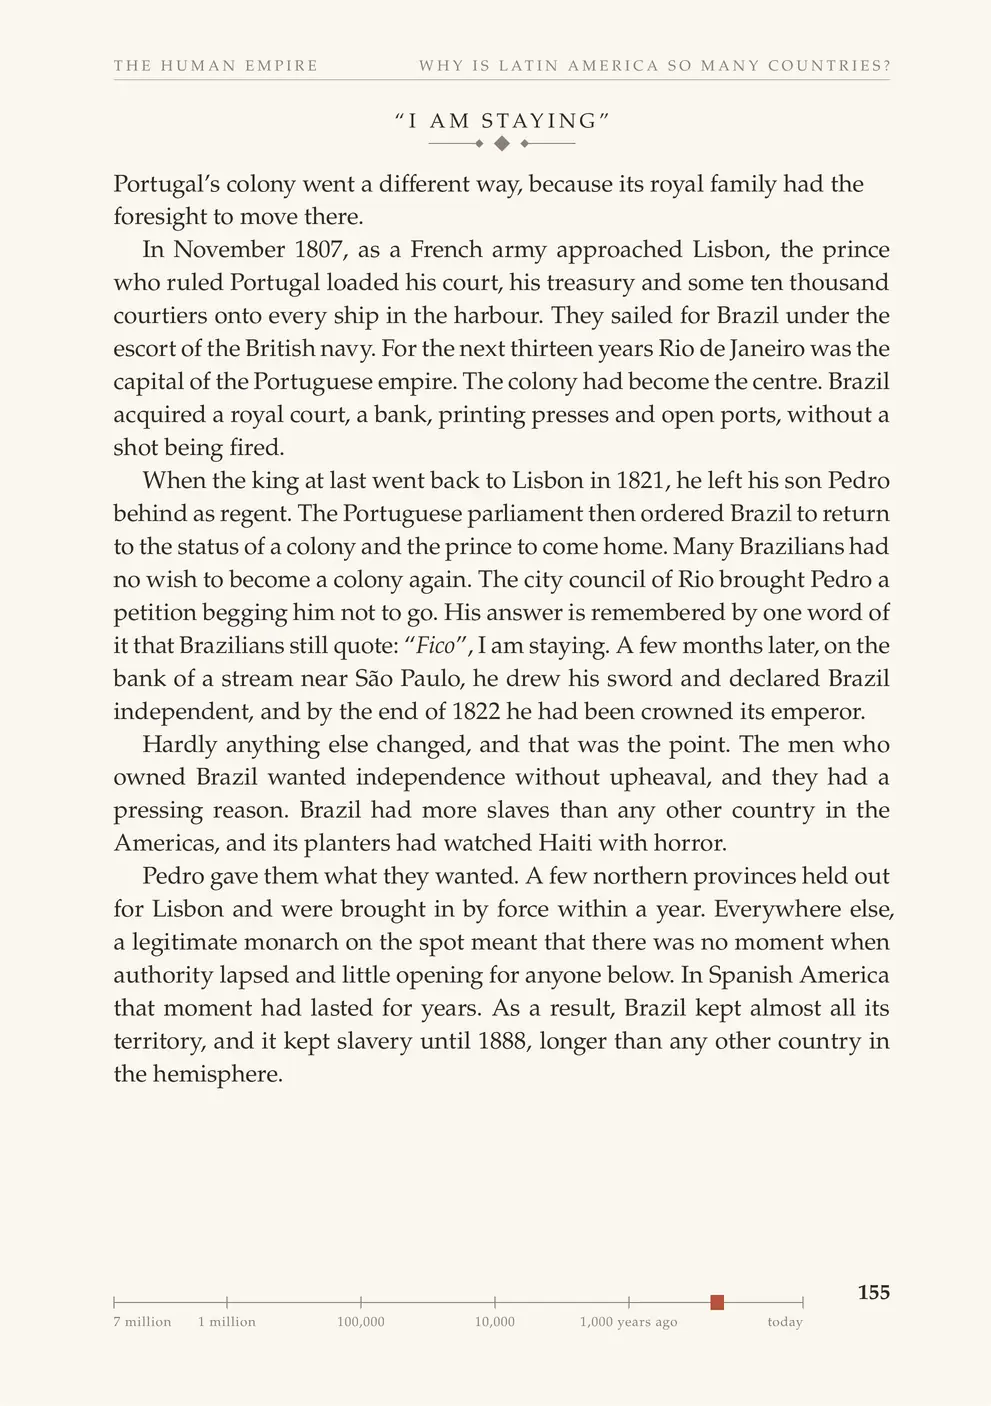 THE HUMAN EMPIRE
WHY IS LATIN AMERICA SO MANY COUNTRIES?
“I AM STAYING”
Portugal’s colony went a different way, because its royal family had the
foresight to move there.
In November 1807, as a French army approached Lisbon, the prince
who ruled Portugal loaded his court, his treasury and some ten thousand
courtiers onto every ship in the harbour. They sailed for Brazil under the
escort of the British navy. For the next thirteen years Rio de Janeiro was the
capital of the Portuguese empire. The colony had become the centre. Brazil
acquired a royal court, a bank, printing presses and open ports, without a
shot being fired.
When the king at last went back to Lisbon in 1821, he left his son Pedro
behind as regent. The Portuguese parliament then ordered Brazil to return
to the status of a colony and the prince to come home. Many Brazilians had
no wish to become a colony again. The city council of Rio brought Pedro a
petition begging him not to go. His answer is remembered by one word of
it that Brazilians still quote: “Fico”, I am staying. A few months later, on the
bank of a stream near São Paulo, he drew his sword and declared Brazil
independent, and by the end of 1822 he had been crowned its emperor.
Hardly anything else changed, and that was the point. The men who
owned Brazil wanted independence without upheaval, and they had a
pressing reason. Brazil had more slaves than any other country in the
Americas, and its planters had watched Haiti with horror.
Pedro gave them what they wanted. A few northern provinces held out
for Lisbon and were brought in by force within a year. Everywhere else,
a legitimate monarch on the spot meant that there was no moment when
authority lapsed and little opening for anyone below. In Spanish America
that moment had lasted for years. As a result, Brazil kept almost all its
territory, and it kept slavery until 1888, longer than any other country in
the hemisphere.
155
7 million 1 million 100,000 10,000 1,000 years ago today